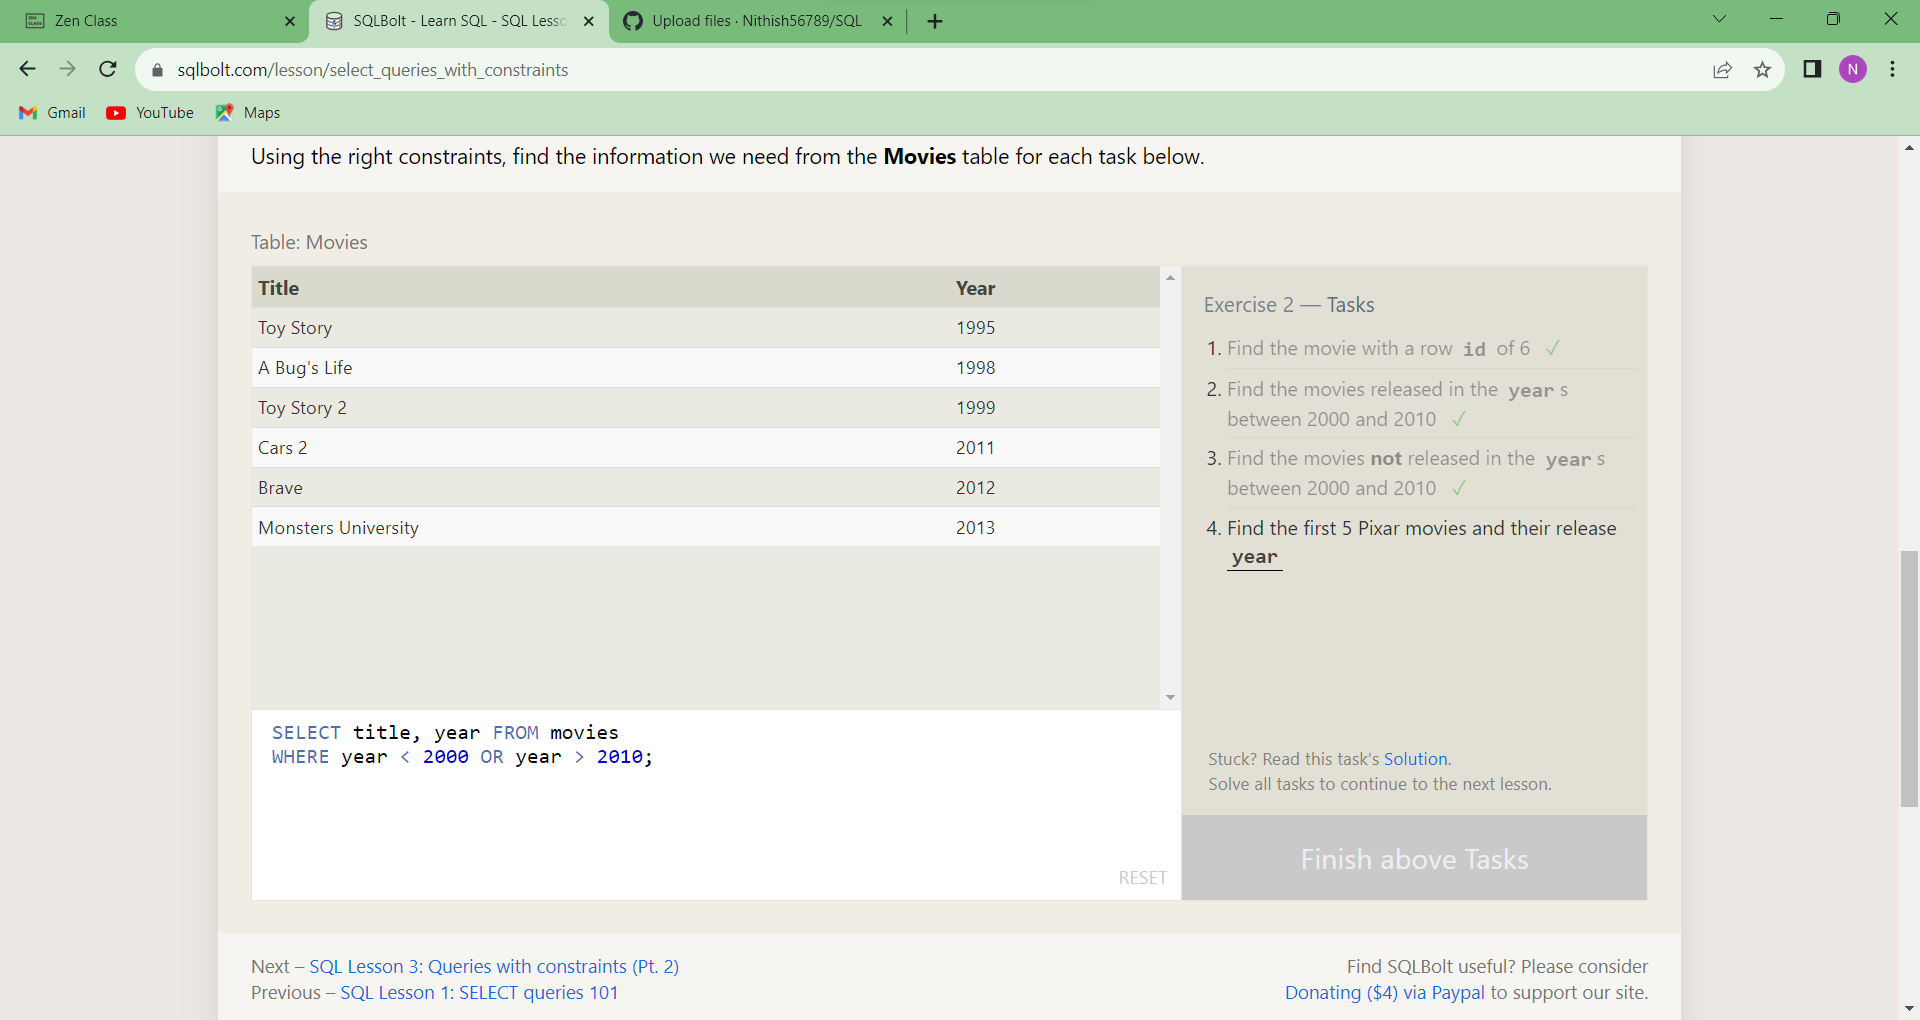 Zen Class
SQLBolt - Learn SQL - SQL Lesso
Upload files · Nithish56789/SQL
sqlbolt.com/lesson/select_queries_with_constraints
N
Gmail
YouTube
Maps
Using the right constraints, find the information we need from the Movies table for each task below.
Table: Movies
Title Year
Toy Story 1995
A Bug's Life 1998
Toy Story 2 1999
Cars 2 2011
Brave 2012
Monsters University 2013
SELECT title, year FROM movies
WHERE year < 2000 OR year > 2010;
RESET
Exercise 2 — Tasks
1. Find the movie with a row id of 6 ✓
2. Find the movies released in the year s
between 2000 and 2010 ✓
3. Find the movies not released in the year s
between 2000 and 2010 ✓
4. Find the first 5 Pixar movies and their release
year
Stuck? Read this task's Solution.
Solve all tasks to continue to the next lesson.
Finish above Tasks
Next – SQL Lesson 3: Queries with constraints (Pt. 2)
Previous – SQL Lesson 1: SELECT queries 101
Find SQLBolt useful? Please consider
Donating ($4) via Paypal to support our site.